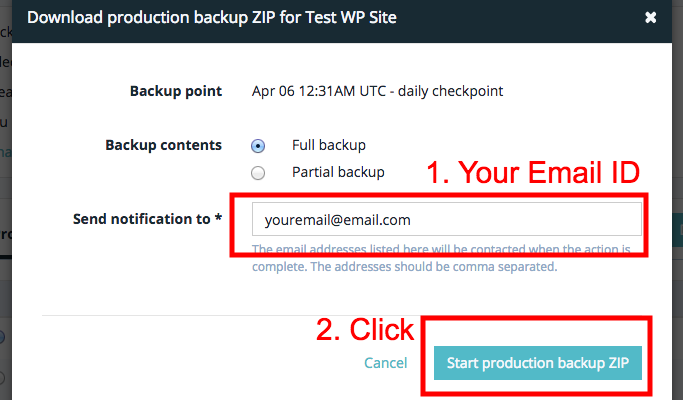 Download production backup ZIP for Test WP Site
Backup point Apr 06 12:31AM UTC - daily checkpoint
Backup contents Full backup
Partial backup
1. Your Email ID
Send notification to * youremail@email.com
The email addresses listed here will be contacted when the action is
complete. The addresses should be comma separated.
2. Click
Cancel Start production backup ZIP